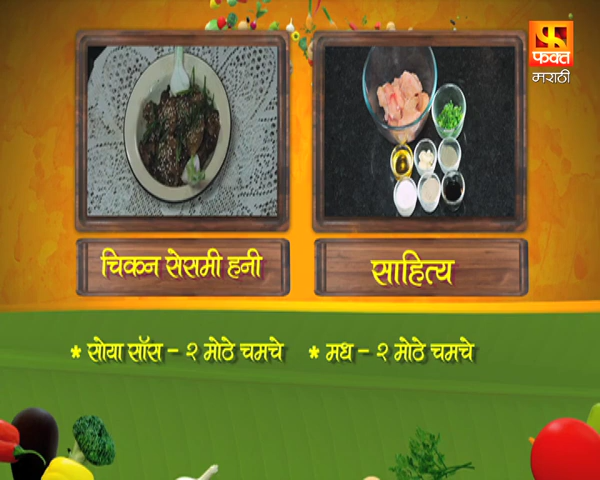 फक्त
मराठी
चिकन सेसमी हनी
साहित्य
* सोया सॉस - २ मोठे चमचे
* मध - २ मोठे चमचे